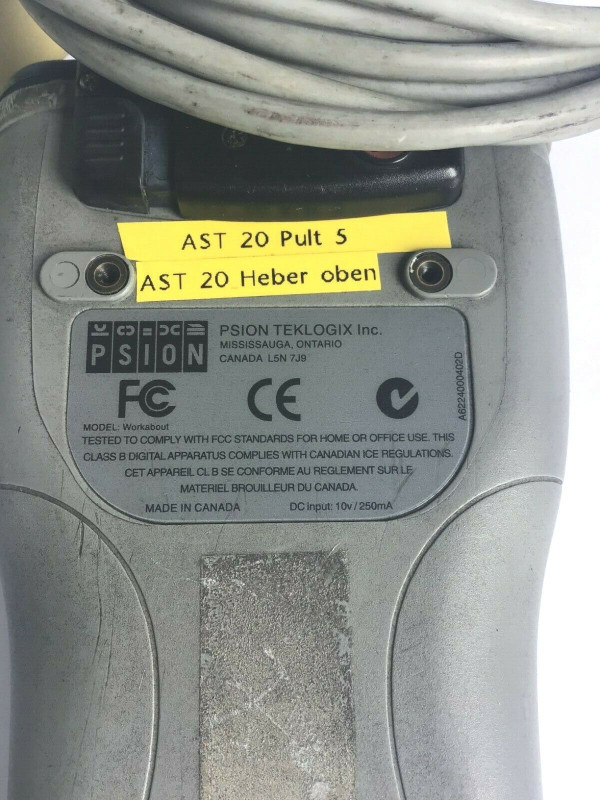 AST 20 Pult 5
AST 20 Heber oben
PSION
PSION TEKLOGIX Inc.
MISSISSAUGA, ONTARIO
CANADA L5N 7J9
FC
CE
A6224000402D
MODEL: Workabout
TESTED TO COMPLY WITH FCC STANDARDS FOR HOME OR OFFICE USE. THIS
CLASS B DIGITAL APPARATUS COMPLIES WITH CANADIAN ICE REGULATIONS.
CET APPAREIL CL B SE CONFORME AU REGLEMENT SUR LE
MATERIEL BROUILLEUR DU CANADA.
MADE IN CANADA DC input: 10v / 250mA